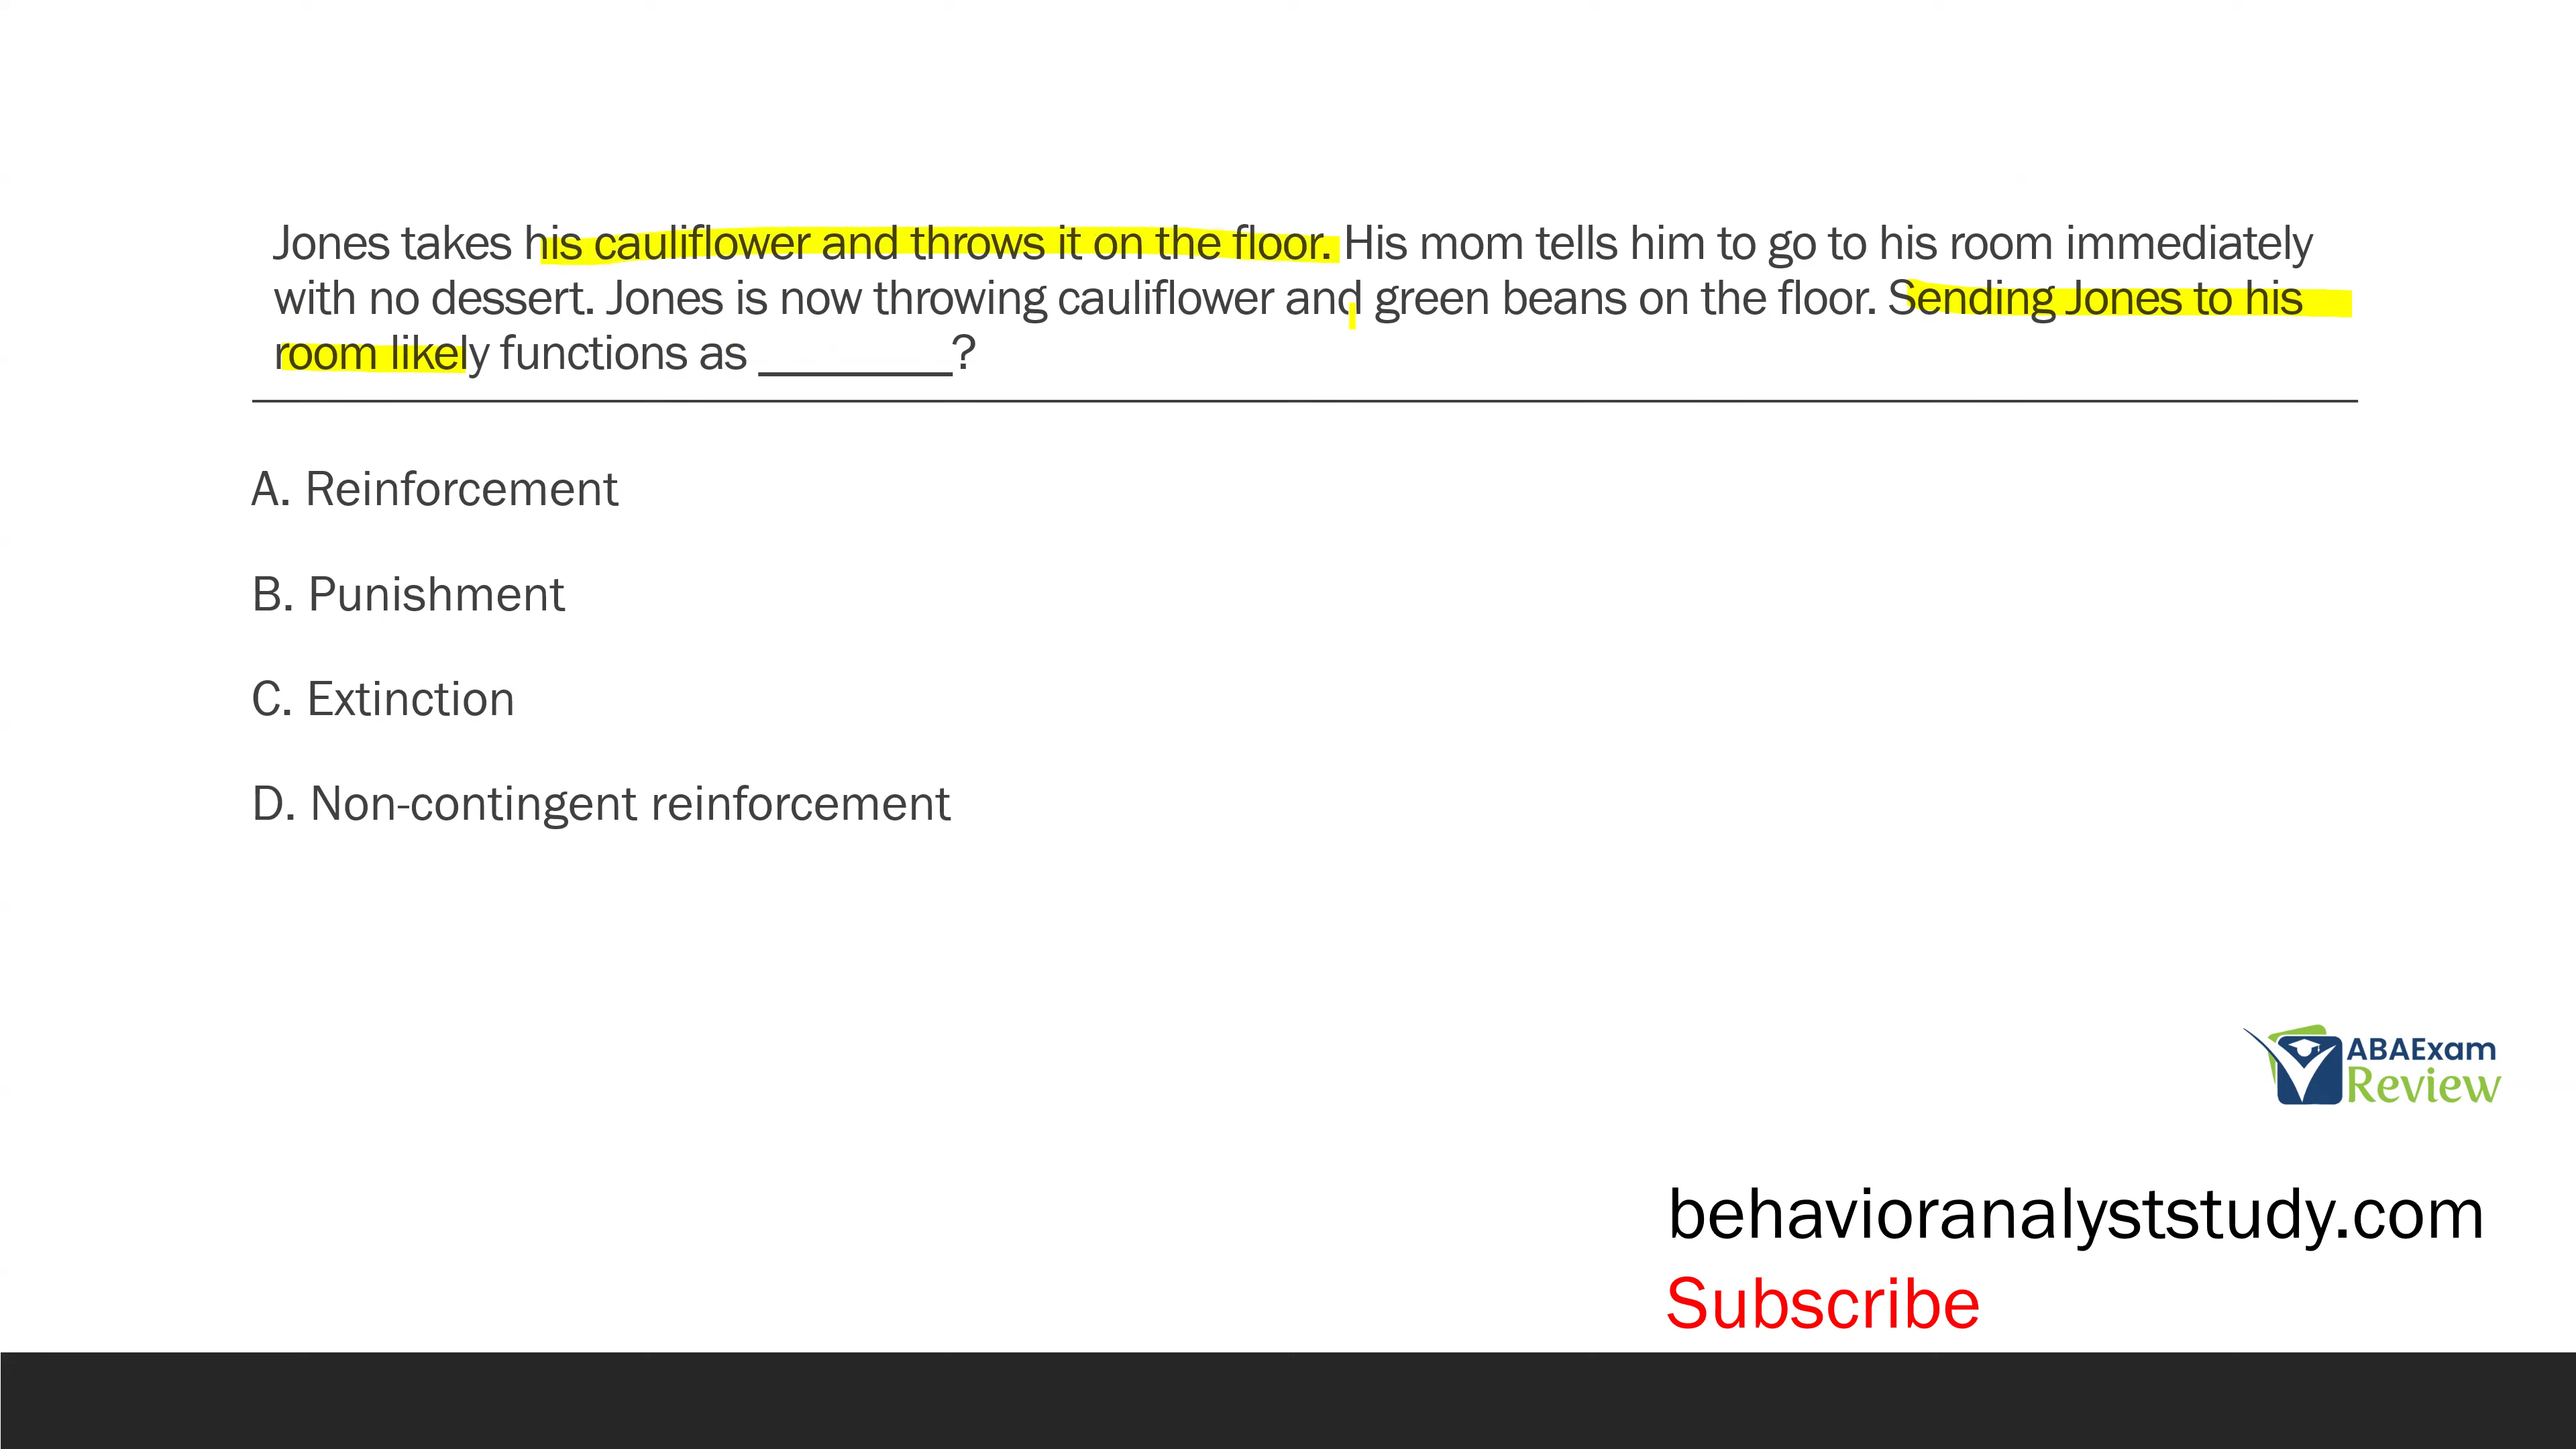 Jones takes his cauliflower and throws it on the floor. His mom tells him to go to his room immediately
with no dessert. Jones is now throwing cauliflower and green beans on the floor. Sending Jones to his
room likely functions as ________?
A. Reinforcement
B. Punishment
C. Extinction
D. Non-contingent reinforcement
ABAExam
Review
behavioranalyststudy.com
Subscribe